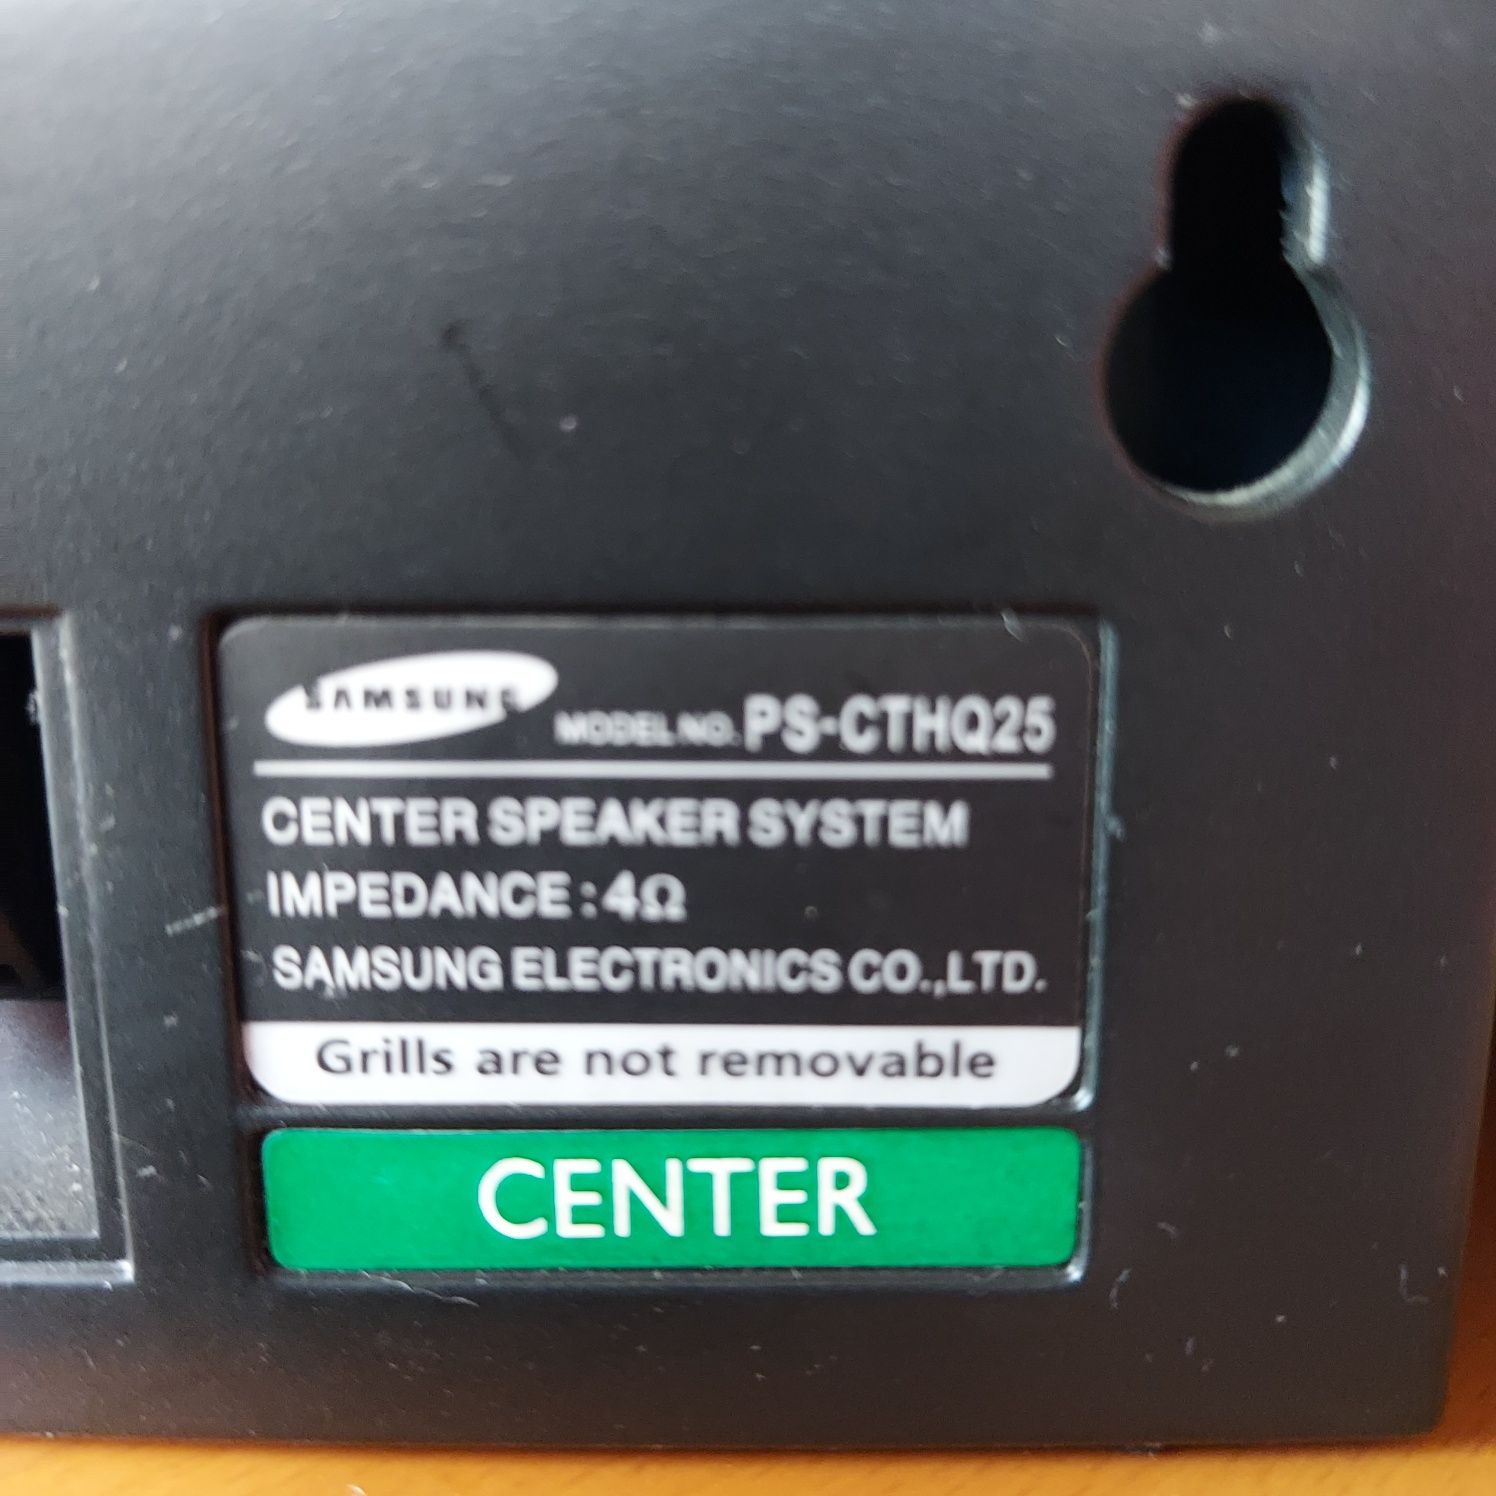 SAMSUNG MODEL NO. PS-CTHQ25
CENTER SPEAKER SYSTEM
IMPEDANCE : 4Ω
SAMSUNG ELECTRONICS CO.,LTD.
Grills are not removable
CENTER